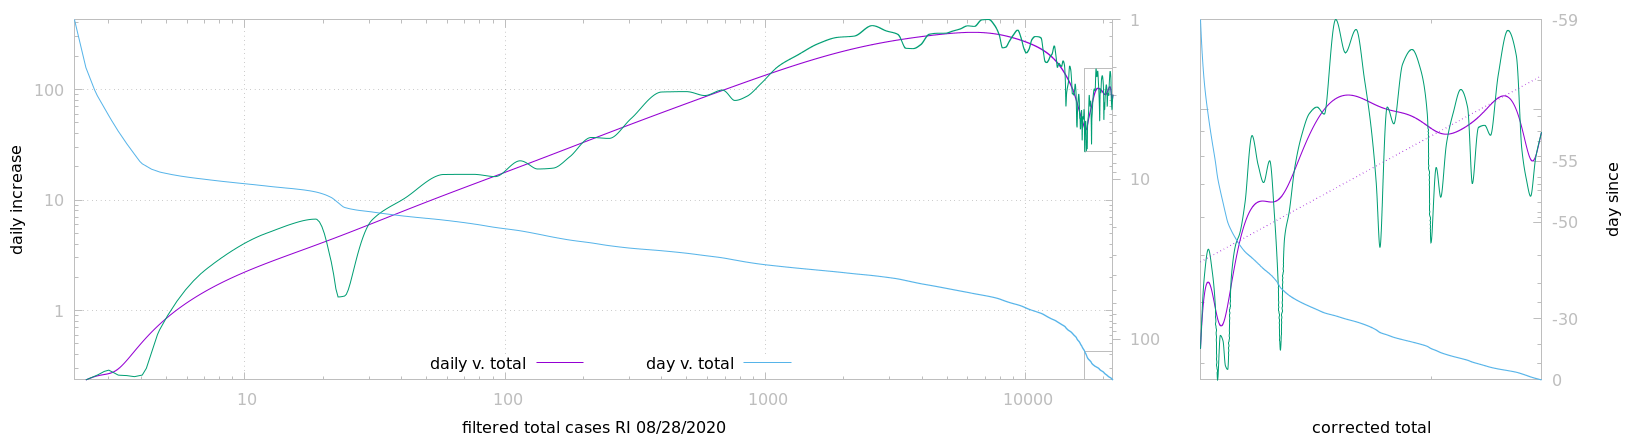 daily increase
100
10
1
daily v. total
day v. total
10
100
1000
10000
filtered total cases RI 08/28/2020
1
10
100
-59
-55
-50
-30
0
day since
corrected total